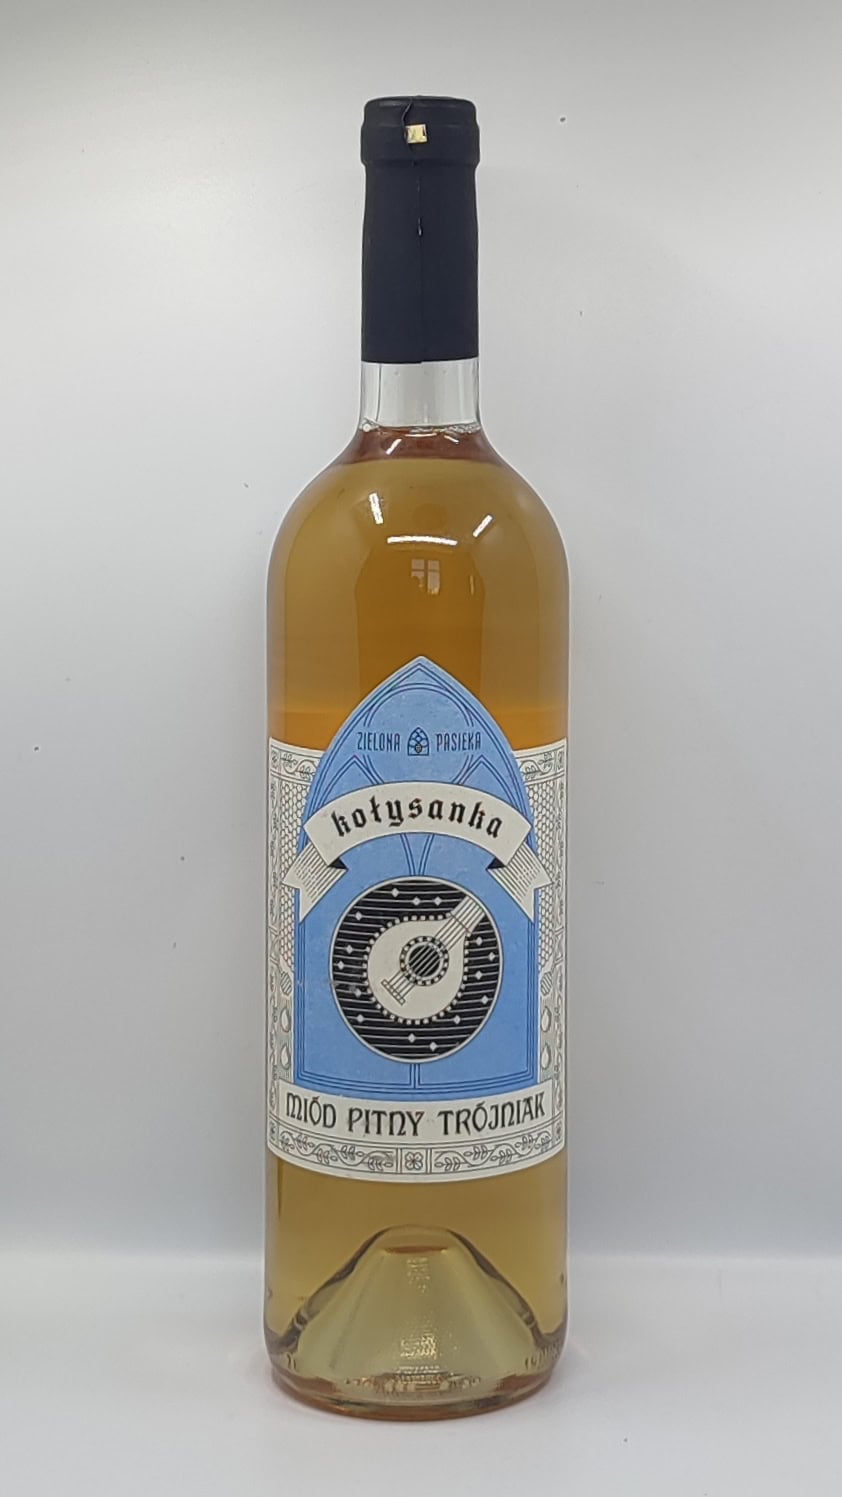 ZIELONA PASIEKA
kołysanka
MIÓD PITNY TRÓJNIAK